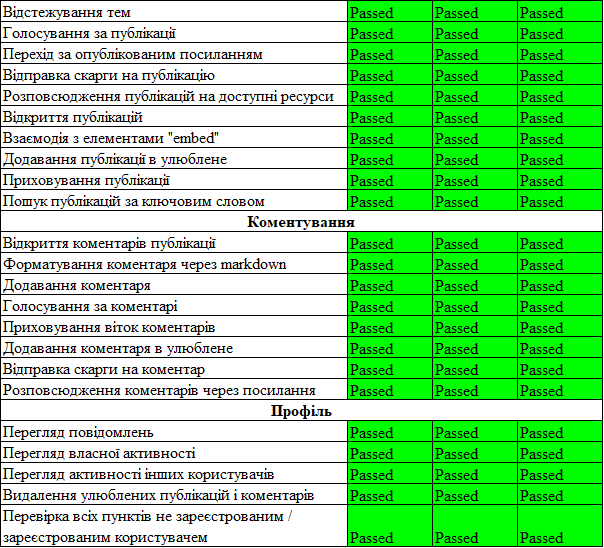 Відстежування тем Passed Passed Passed
Голосування за публікації Passed Passed Passed
Перехід за опублікованим посиланням Passed Passed Passed
Відправка скарги на публікацію Passed Passed Passed
Розповсюдження публікацій на доступні ресурси Passed Passed Passed
Відкриття публікацій Passed Passed Passed
Взаємодія з елементами "embed" Passed Passed Passed
Додавання публікації в улюблене Passed Passed Passed
Приховування публікації Passed Passed Passed
Пошук публікацій за ключовим словом Passed Passed Passed
Коментування
Відкриття коментарів публікації Passed Passed Passed
Форматування коментаря через markdown Passed Passed Passed
Додавання коментаря Passed Passed Passed
Голосування за коментарі Passed Passed Passed
Приховування віток коментарів Passed Passed Passed
Додавання коментаря в улюблене Passed Passed Passed
Відправка скарги на коментар Passed Passed Passed
Розповсюдження коментарів через посилання Passed Passed Passed
Профіль
Перегляд повідомлень Passed Passed Passed
Перегляд власної активності Passed Passed Passed
Перегляд активності інших користувачів Passed Passed Passed
Видалення улюблених публікацій і коментарів Passed Passed Passed
Перевірка всіх пунктів не зареєстрованим /
зареєстрованим користувачем Passed Passed Passed